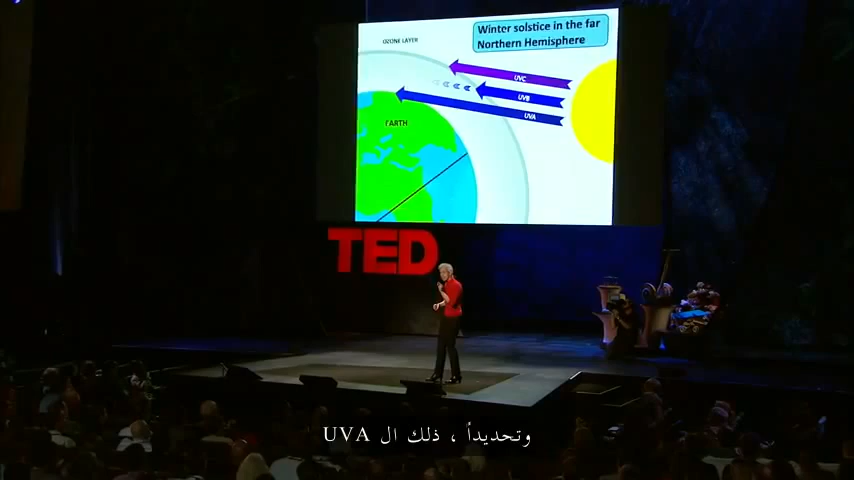 Winter solstice in the far
Northern Hemisphere
OZONE LAYER
UVC
UVB
UVA
EARTH
TED
وتحديداً ، ذلك ال UVA